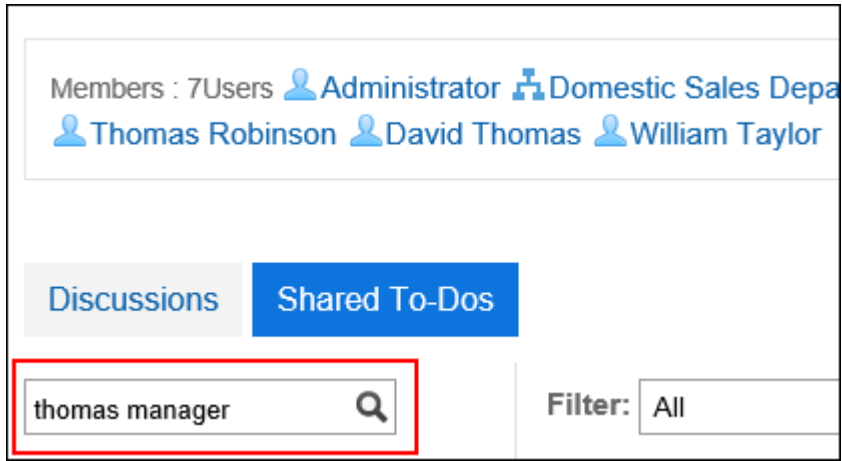 Members : 7Users Administrator Domestic Sales Depa
Thomas Robinson David Thomas William Taylor
Discussions Shared To-Dos
thomas manager Filter: All